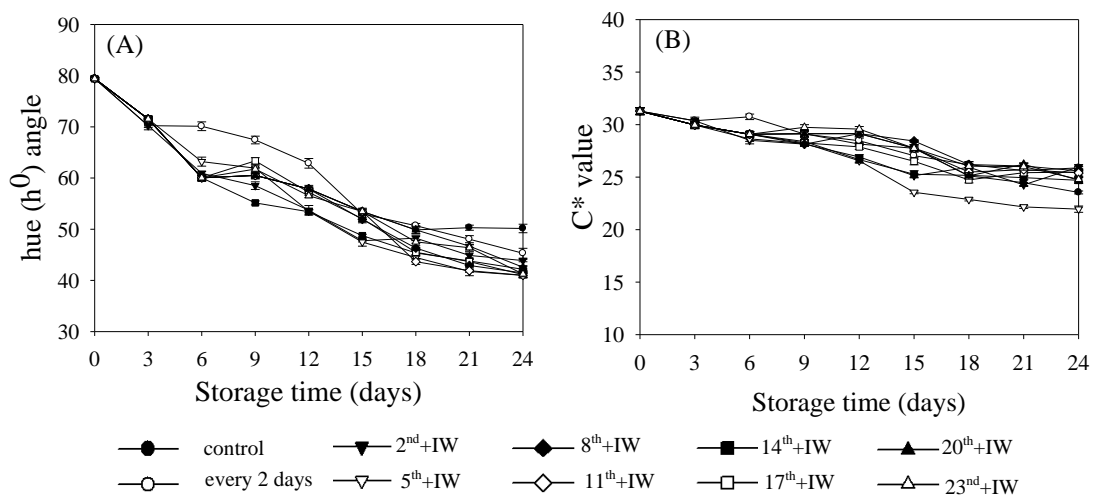 (A)
hue (h⁰) angle
90
80
70
60
50
40
30
0 3 6 9 12 15 18 21 24
Storage time (days)
(B)
C* value
40
35
30
25
20
15
10
0 3 6 9 12 15 18 21 24
Storage time (days)
control 2ⁿᵈ+IW 8ᵗʰ+IW 14ᵗʰ+IW 20ᵗʰ+IW
every 2 days 5ᵗʰ+IW 11ᵗʰ+IW 17ᵗʰ+IW 23ⁿᵈ+IW